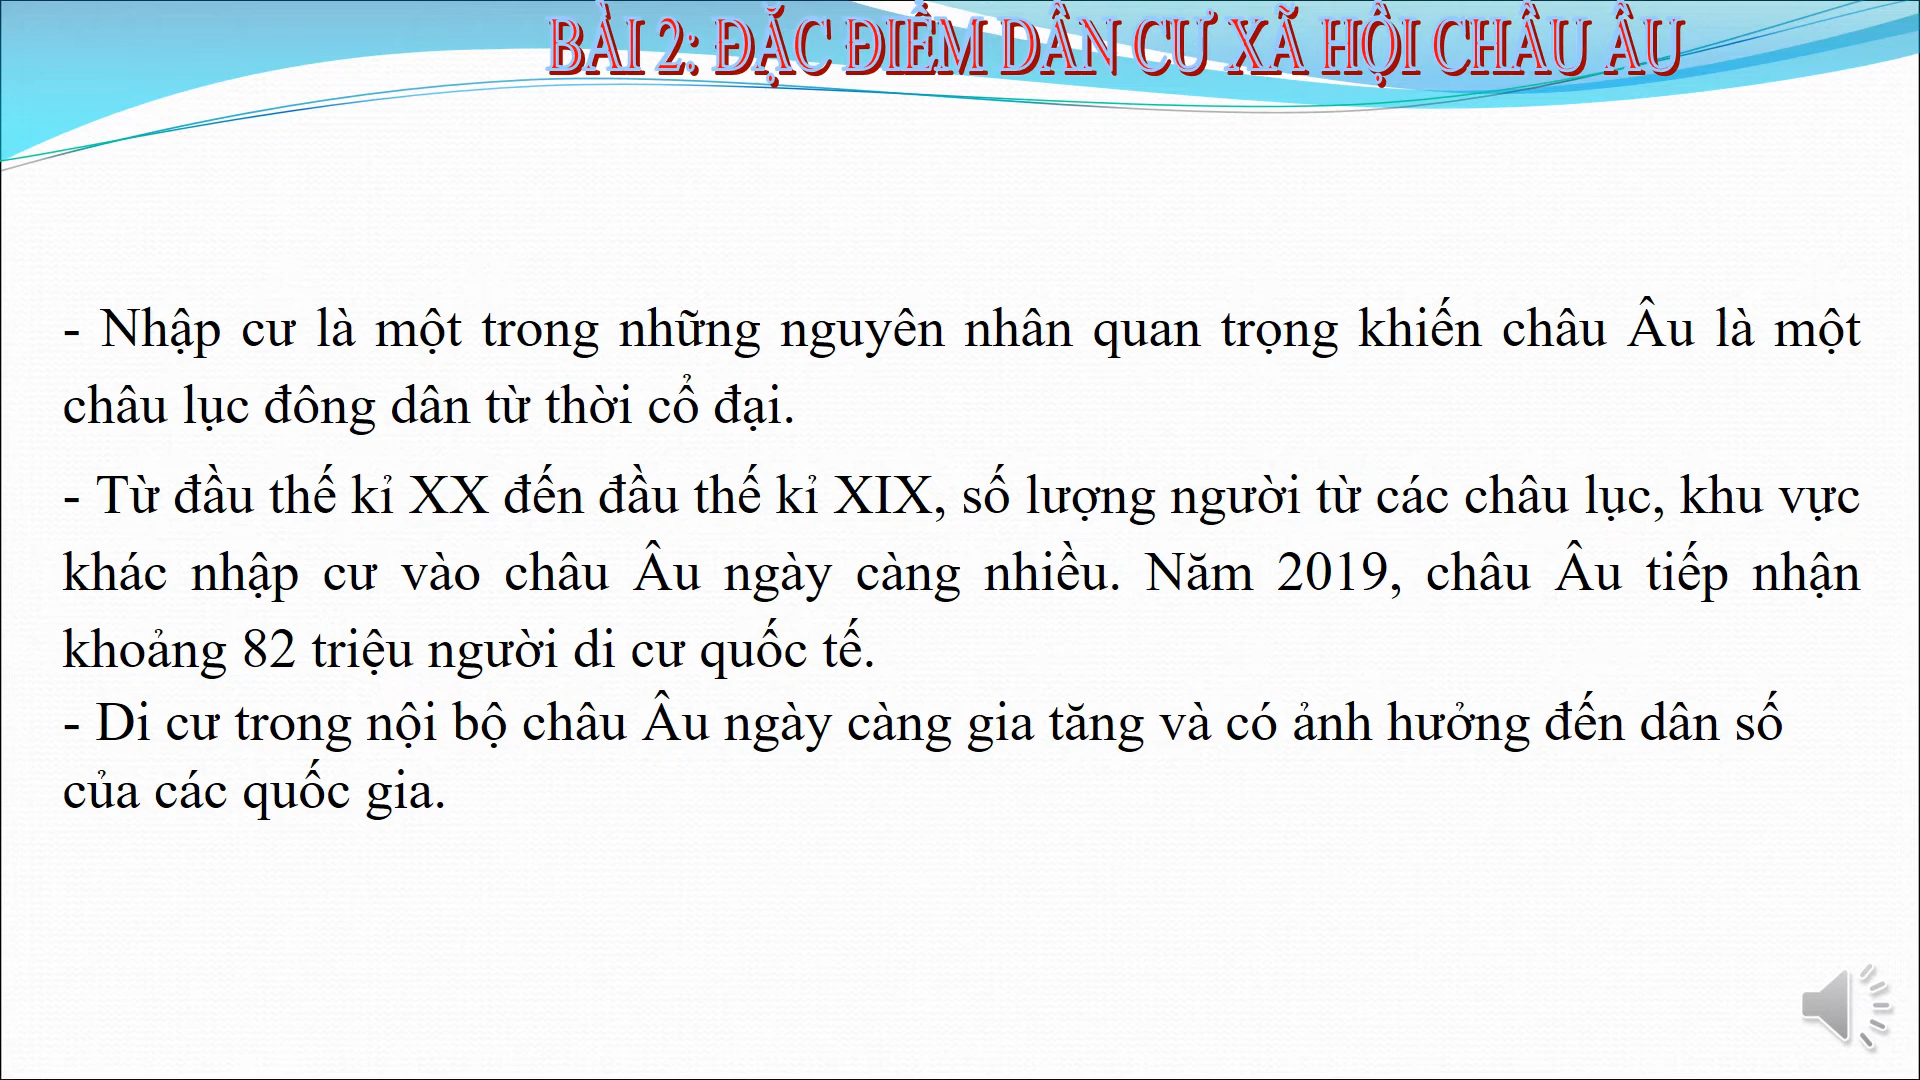 BÀI 2: ĐẶC ĐIỂM DÂN CƯ XÃ HỘI CHÂU ÂU
- Nhập cư là một trong những nguyên nhân quan trọng khiến châu Âu là một
châu lục đông dân từ thời cổ đại.
- Từ đầu thế kỉ XX đến đầu thế kỉ XIX, số lượng người từ các châu lục, khu vực
khác nhập cư vào châu Âu ngày càng nhiều. Năm 2019, châu Âu tiếp nhận
khoảng 82 triệu người di cư quốc tế.
- Di cư trong nội bộ châu Âu ngày càng gia tăng và có ảnh hưởng đến dân số
của các quốc gia.